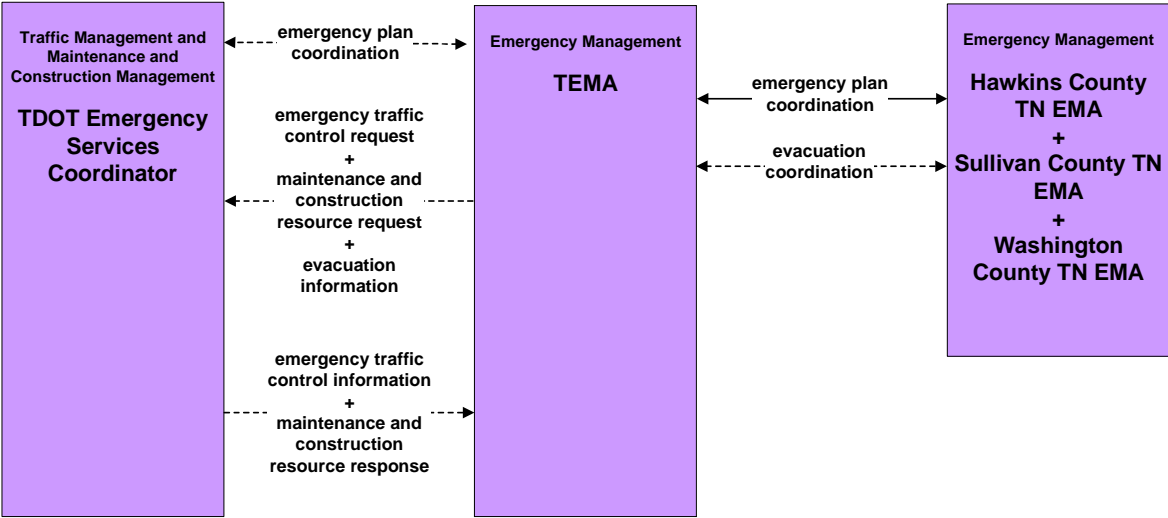 Traffic Management and
Maintenance and
Construction Management
TDOT Emergency
Services
Coordinator
emergency plan
coordination
emergency traffic
control request
+
maintenance and
construction
resource request
+
evacuation
information
emergency traffic
control information
+
maintenance and
construction
resource response
Emergency Management
TEMA
emergency plan
coordination
evacuation
coordination
Emergency Management
Hawkins County
TN EMA
+
Sullivan County TN
EMA
+
Washington
County TN EMA